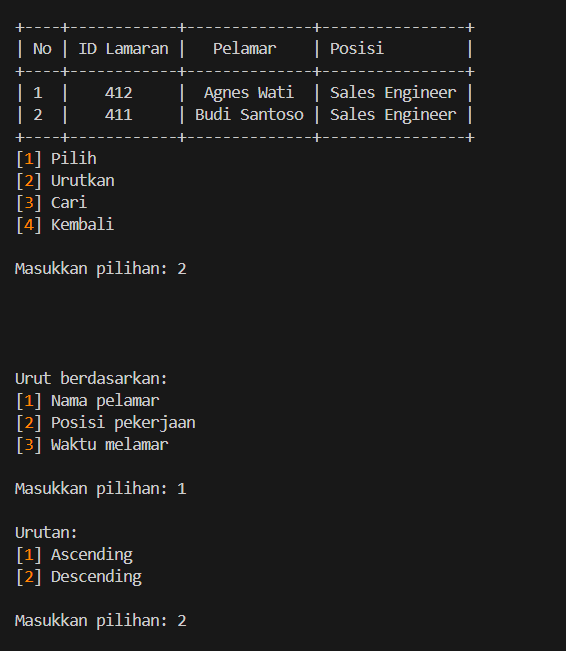 +----+------------+--------------+----------------+
| No | ID Lamaran |   Pelamar    | Posisi         |
+----+------------+--------------+----------------+
| 1  |    412     |  Agnes Wati  | Sales Engineer |
| 2  |    411     | Budi Santoso | Sales Engineer |
+----+------------+--------------+----------------+
[1] Pilih
[2] Urutkan
[3] Cari
[4] Kembali
Masukkan pilihan: 2
Urut berdasarkan:
[1] Nama pelamar
[2] Posisi pekerjaan
[3] Waktu melamar
Masukkan pilihan: 1
Urutan:
[1] Ascending
[2] Descending
Masukkan pilihan: 2